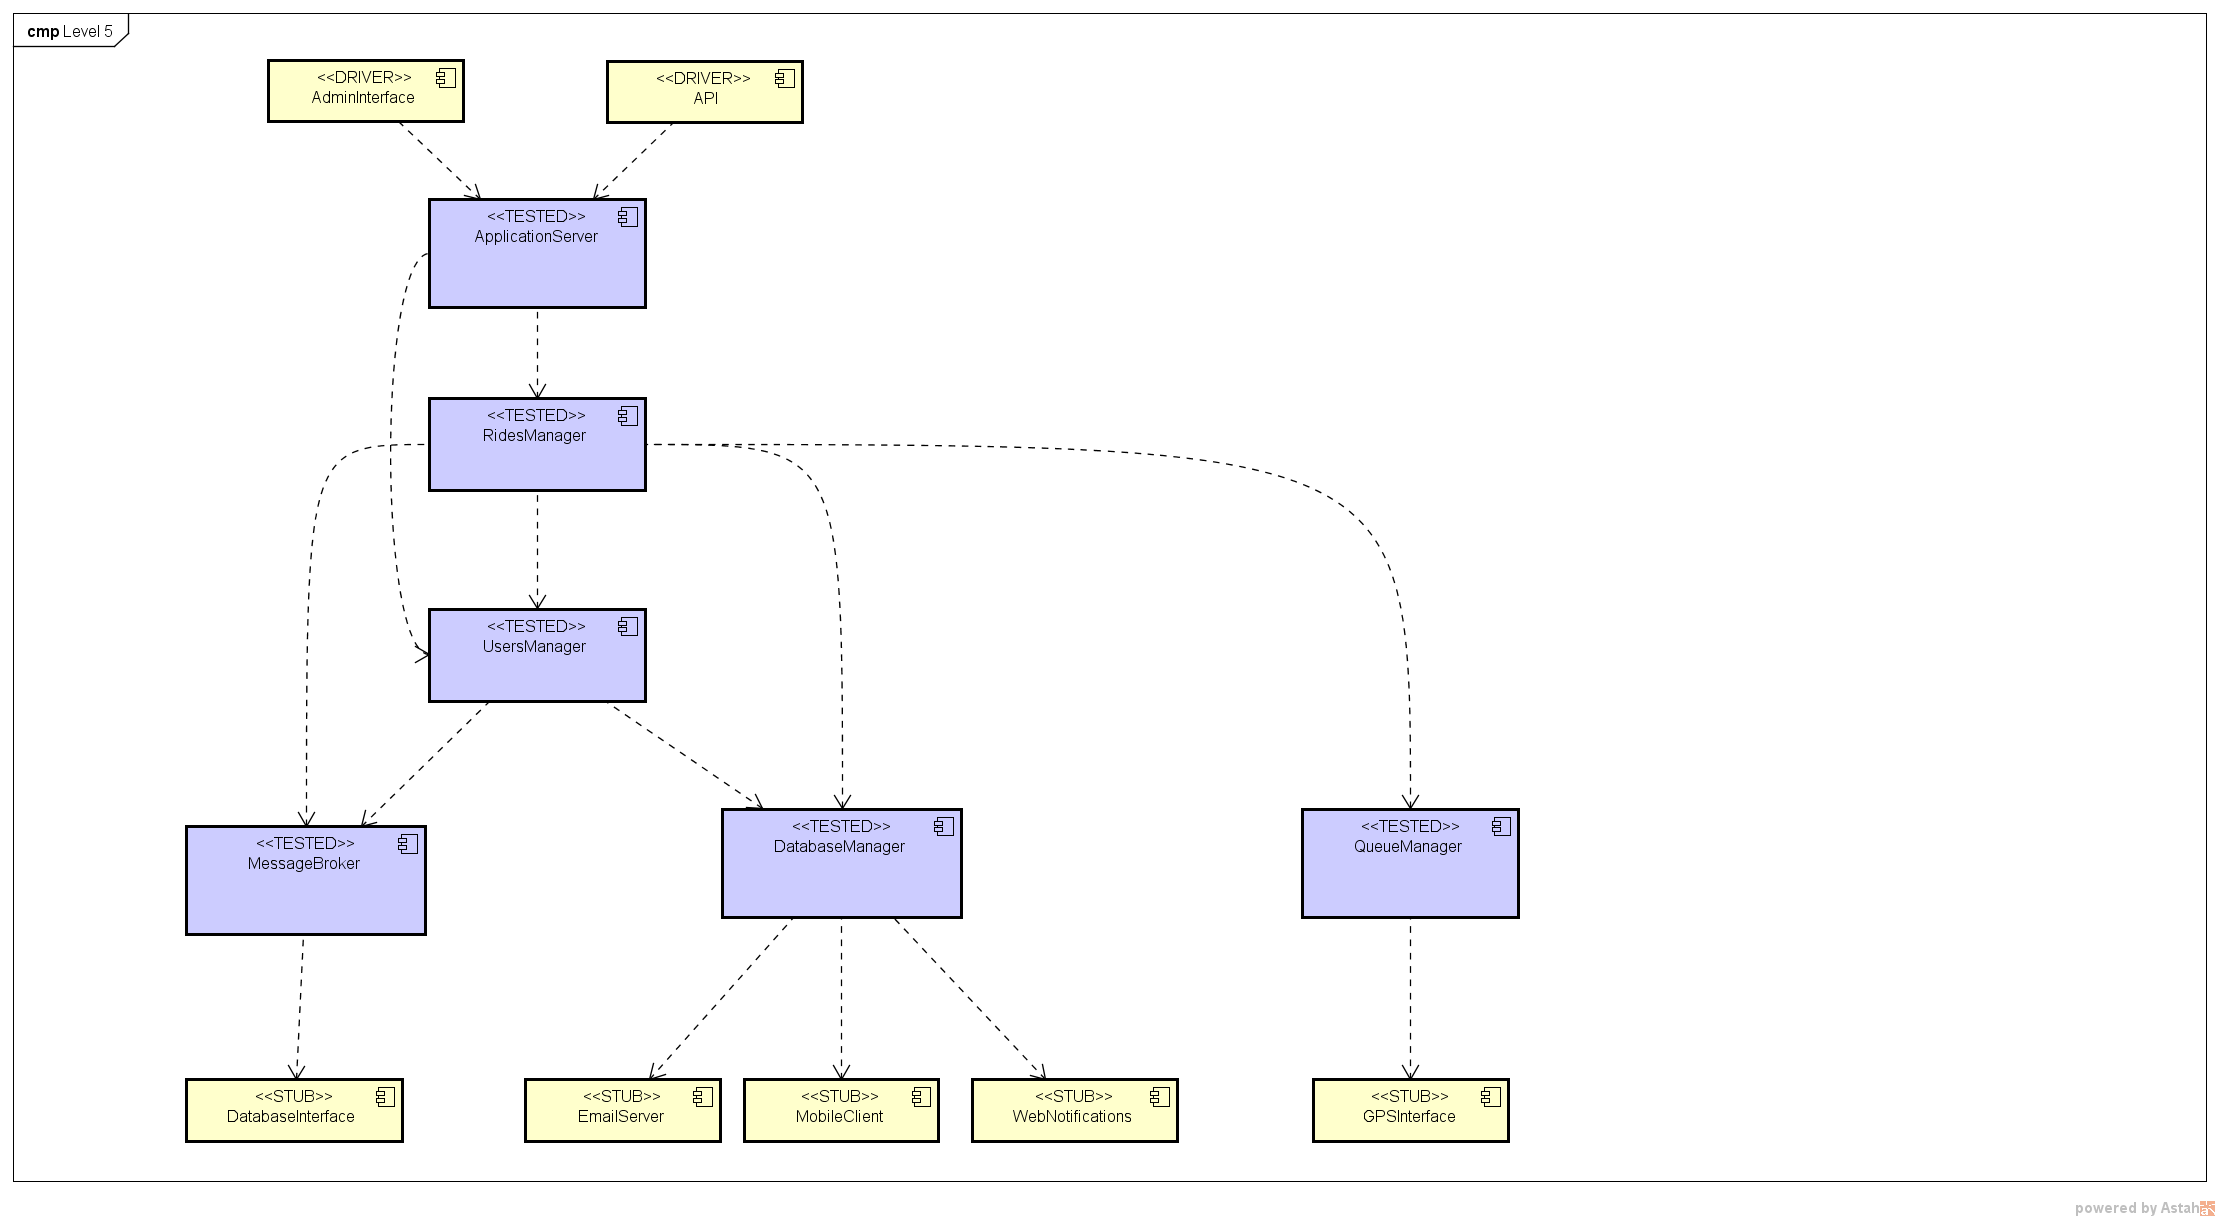 cmp Level 5
<<DRIVER>>
AdminInterface
<<DRIVER>>
API
<<TESTED>>
ApplicationServer
<<TESTED>>
RidesManager
<<TESTED>>
UsersManager
<<TESTED>>
MessageBroker
<<TESTED>>
DatabaseManager
<<TESTED>>
QueueManager
<<STUB>>
DatabaseInterface
<<STUB>>
EmailServer
<<STUB>>
MobileClient
<<STUB>>
WebNotifications
<<STUB>>
GPSInterface
powered by Astah